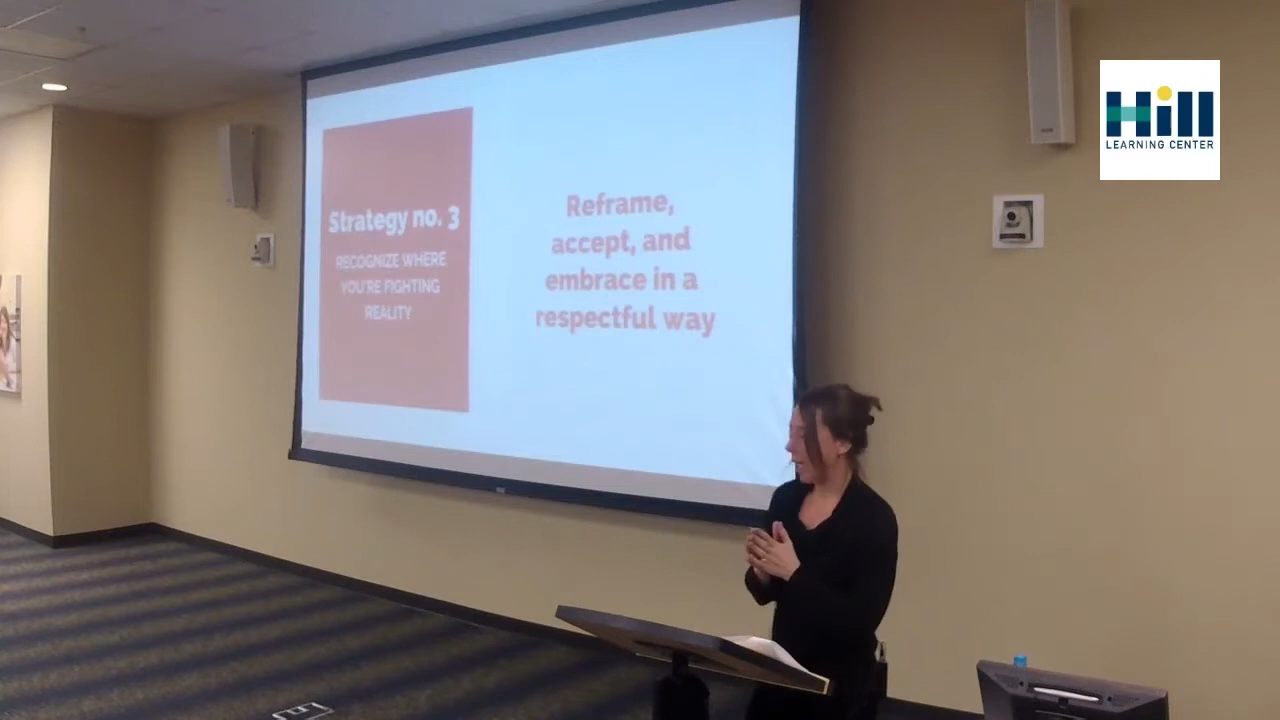 Strategy no. 3
RECOGNIZE WHERE
YOU'RE FIGHTING
REALITY
Reframe,
accept, and
embrace in a
respectful way
Hill
LEARNING CENTER